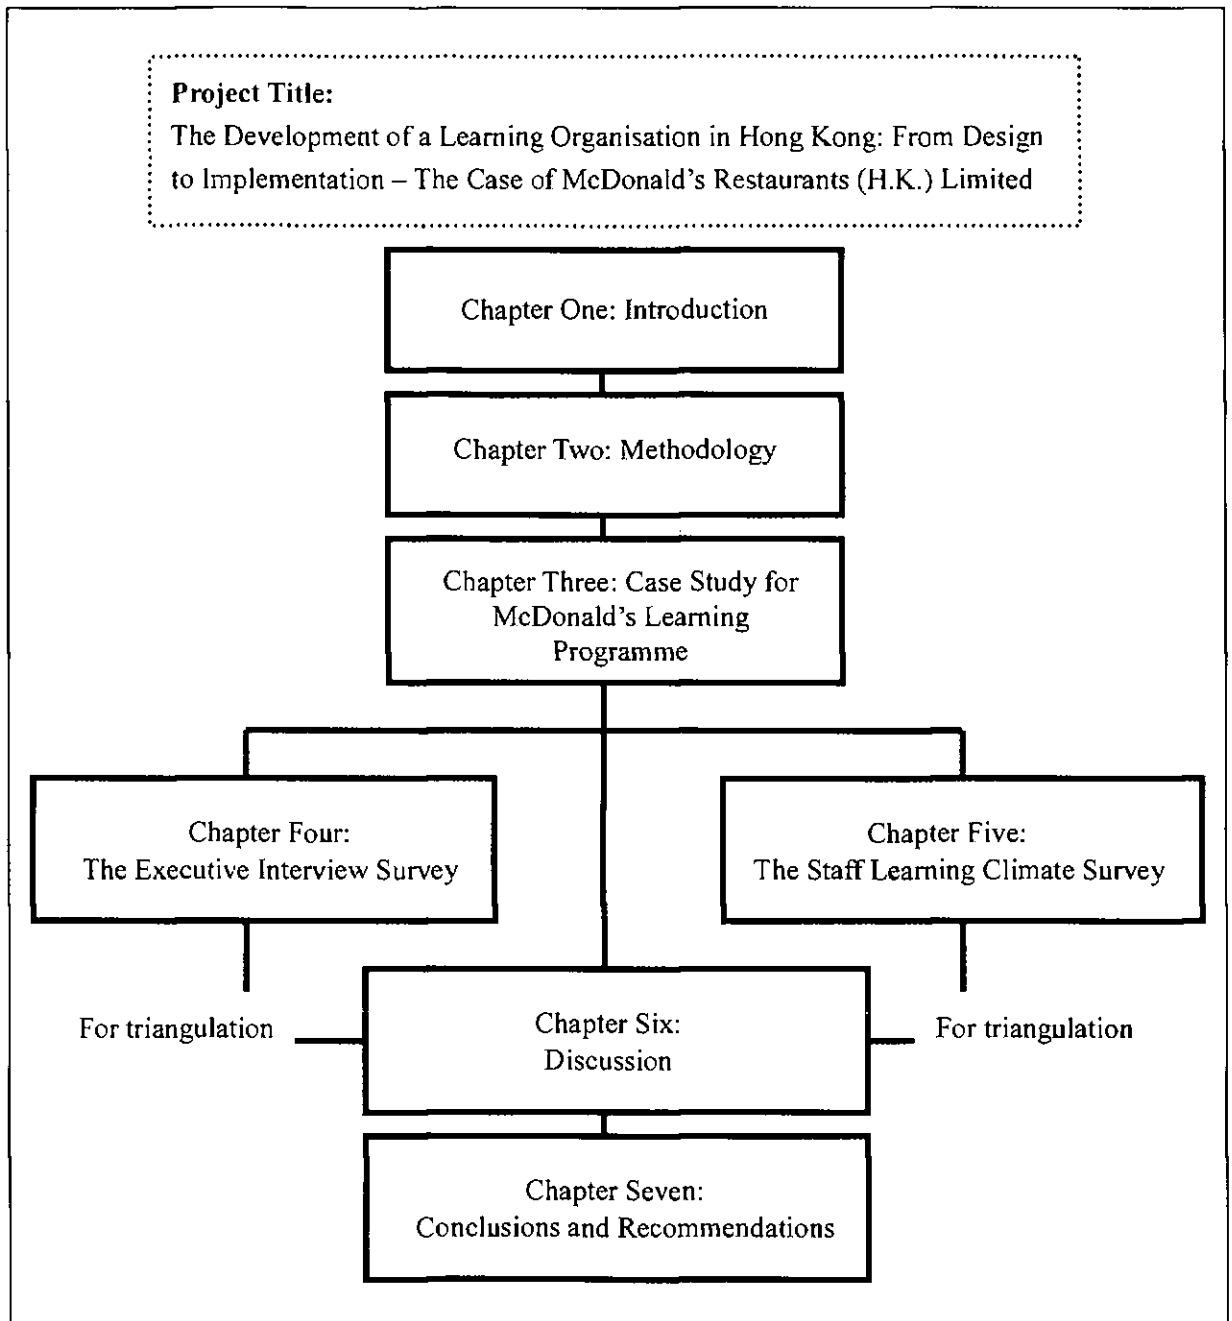 Project Title:
The Development of a Learning Organisation in Hong Kong: From Design
to Implementation – The Case of McDonald's Restaurants (H.K.) Limited
Chapter One: Introduction
Chapter Two: Methodology
Chapter Three: Case Study for
McDonald's Learning
Programme
Chapter Four:
The Executive Interview Survey
Chapter Five:
The Staff Learning Climate Survey
For triangulation
Chapter Six:
Discussion
For triangulation
Chapter Seven:
Conclusions and Recommendations